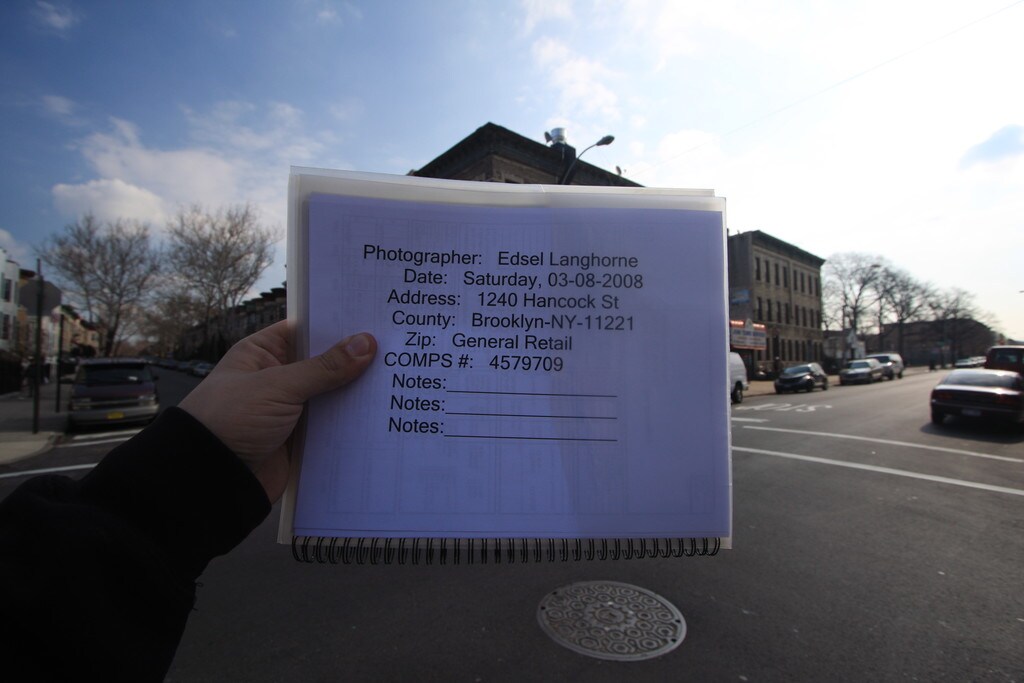 Photographer: Edsel Langhorne
Date: Saturday, 03-08-2008
Address: 1240 Hancock St
County: Brooklyn-NY-11221
Zip: General Retail
COMPS #: 4579709
Notes:
Notes:
Notes: